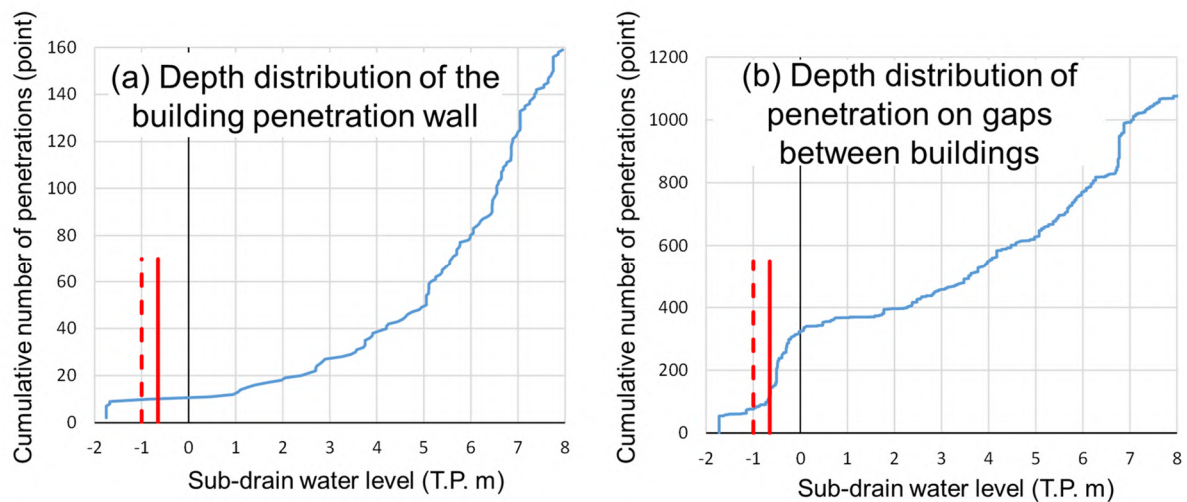 Cumulative number of penetrations (point)
160
140
120
100
80
60
40
20
0
(a) Depth distribution of the
building penetration wall
-2 -1 0 1 2 3 4 5 6 7 8
Sub-drain water level (T.P. m)
Cumulative number of penetrations (point)
1200
1000
800
600
400
200
0
(b) Depth distribution of
penetration on gaps
between buildings
-2 -1 0 1 2 3 4 5 6 7 8
Sub-drain water level (T.P. m)